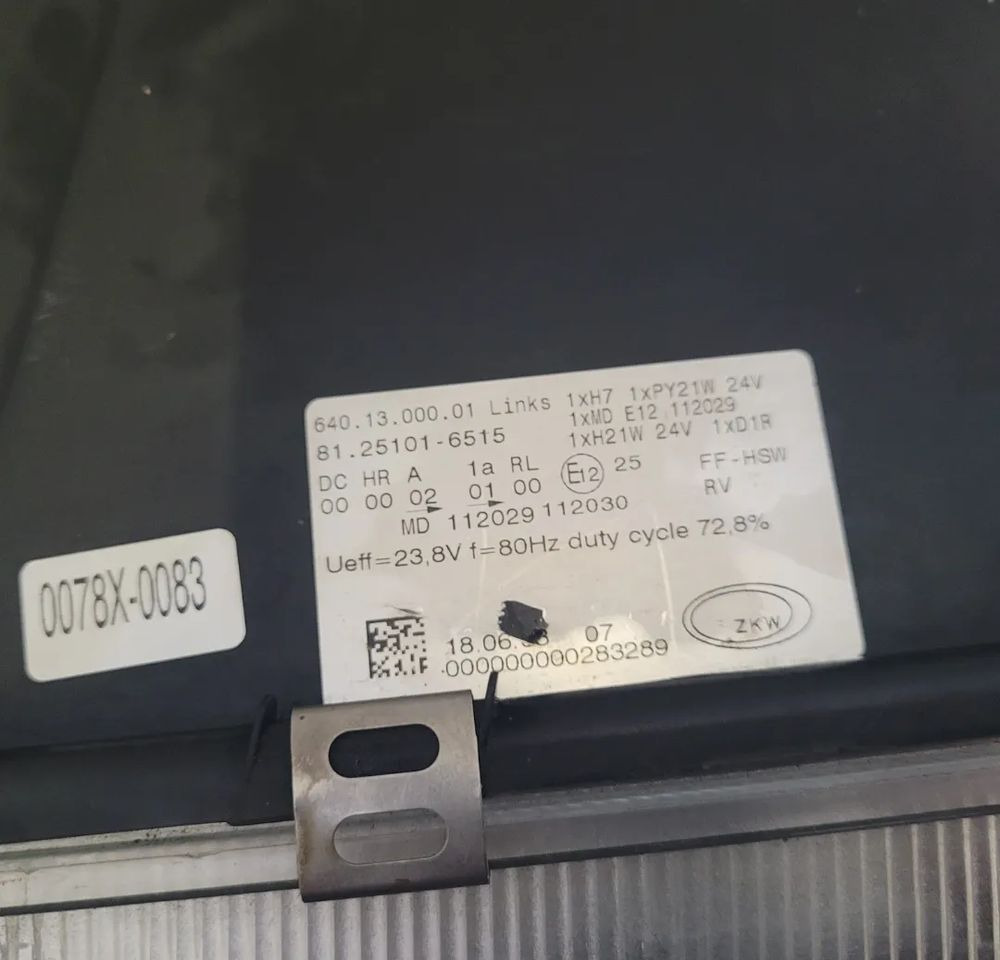 640.13.000.01 Links 1xH7 1xPY21W 24V
1xMD E12 112029
81.25101-6515 1xH21W 24V 1xD1R
DC HR A 1a RL E12 25 FF-HSW
00 00 02 01 00 RV
MD 112029 112030
Ueff=23,8V f=80Hz duty cycle 72,8%
0078X-0083
ZKW
18.06. 07
.000000000283289